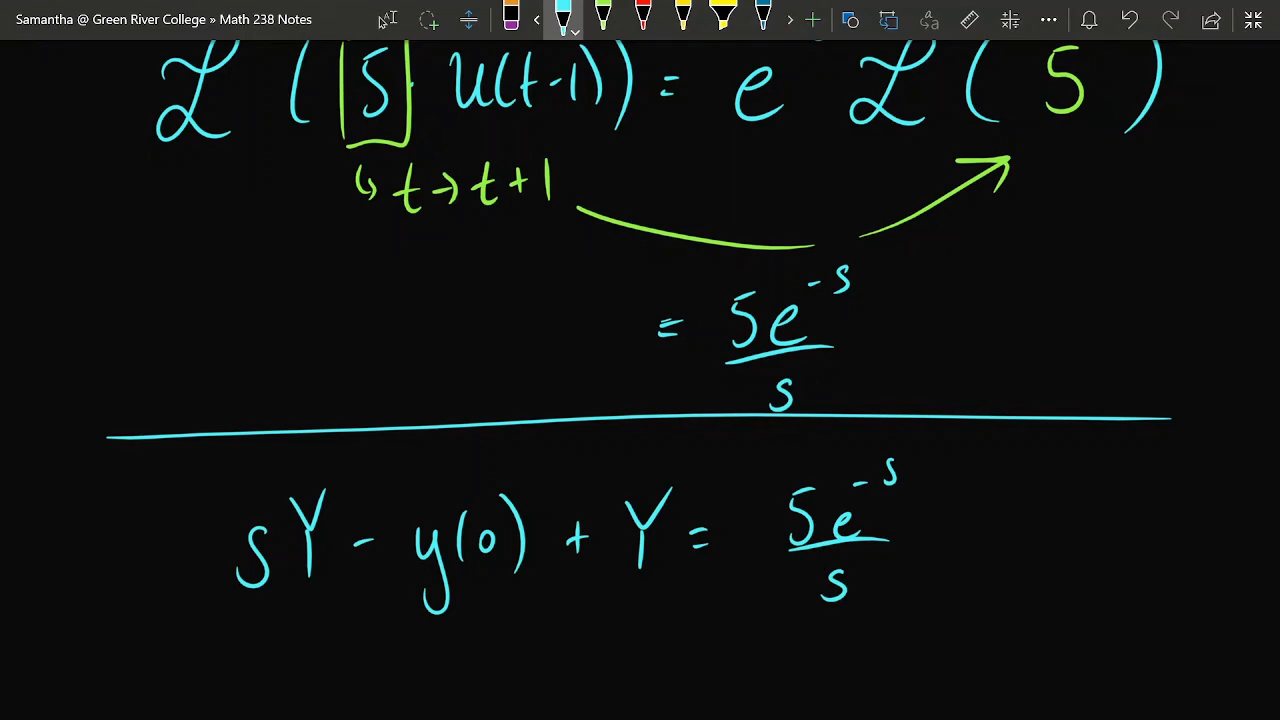 Samantha @ Green River College » Math 238 Notes
ℒ ( 5 · u(t-1)) = e⁻ ℒ ( 5 )
↳ t → t + 1
= 5e^{-s} / s
sY - y(0) + Y = 5e^{-s} / s